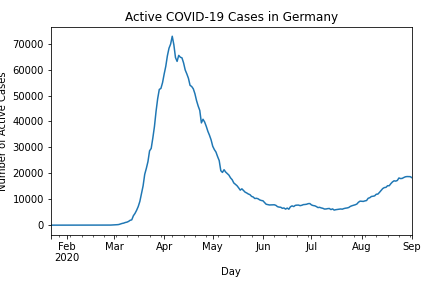 Active COVID-19 Cases in Germany
Number of Active Cases
70000
60000
50000
40000
30000
20000
10000
0
Feb Mar Apr May Jun Jul Aug Sep
2020
Day